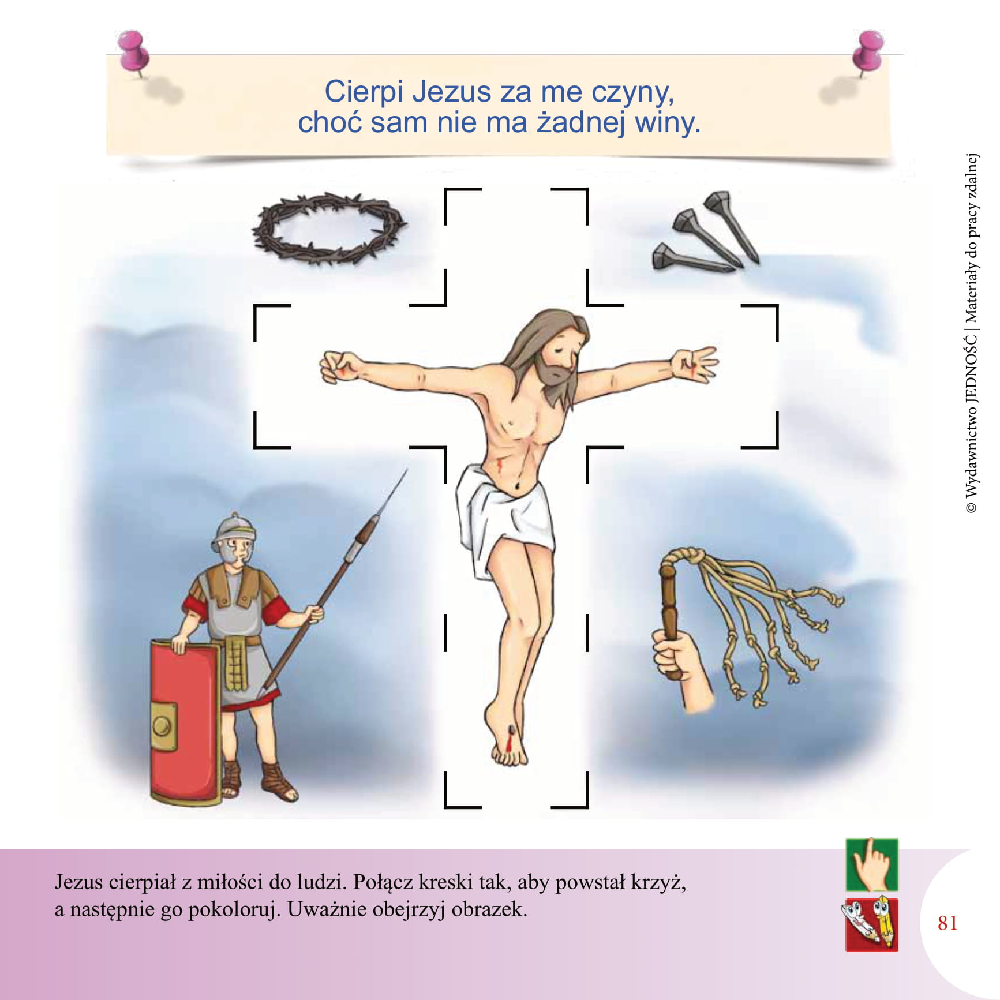 Cierpi Jezus za me czyny,
choć sam nie ma żadnej winy.
© Wydawnictwo JEDNOŚĆ | Materiały do pracy zdalnej
Jezus cierpiał z miłości do ludzi. Połącz kreski tak, aby powstał krzyż,
a następnie go pokoloruj. Uważnie obejrzyj obrazek.
81